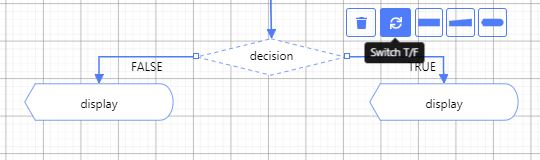 decision
Switch T/F
FALSE
TRUE
display
display